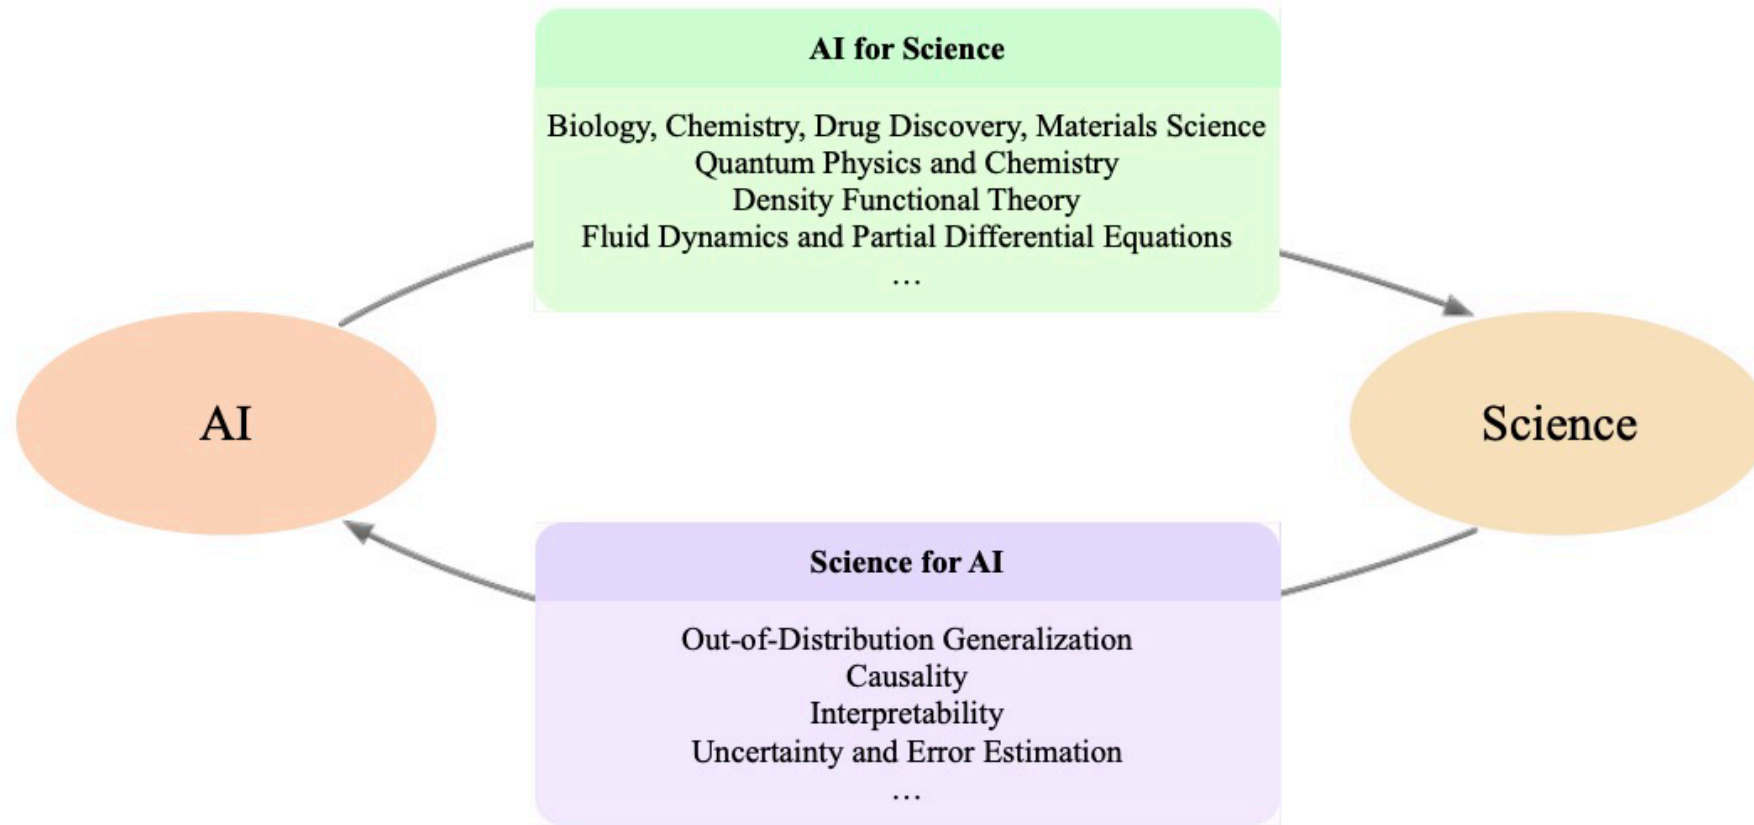 AI for Science
Biology, Chemistry, Drug Discovery, Materials Science
Quantum Physics and Chemistry
Density Functional Theory
Fluid Dynamics and Partial Differential Equations
…
AI
Science
Science for AI
Out-of-Distribution Generalization
Causality
Interpretability
Uncertainty and Error Estimation
…